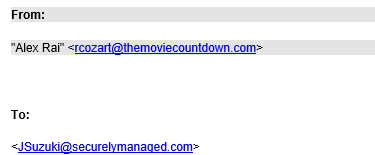 From:
"Alex Rai" <rcozart@themoviecountdown.com>
To:
<JSuzuki@securelymanaged.com>